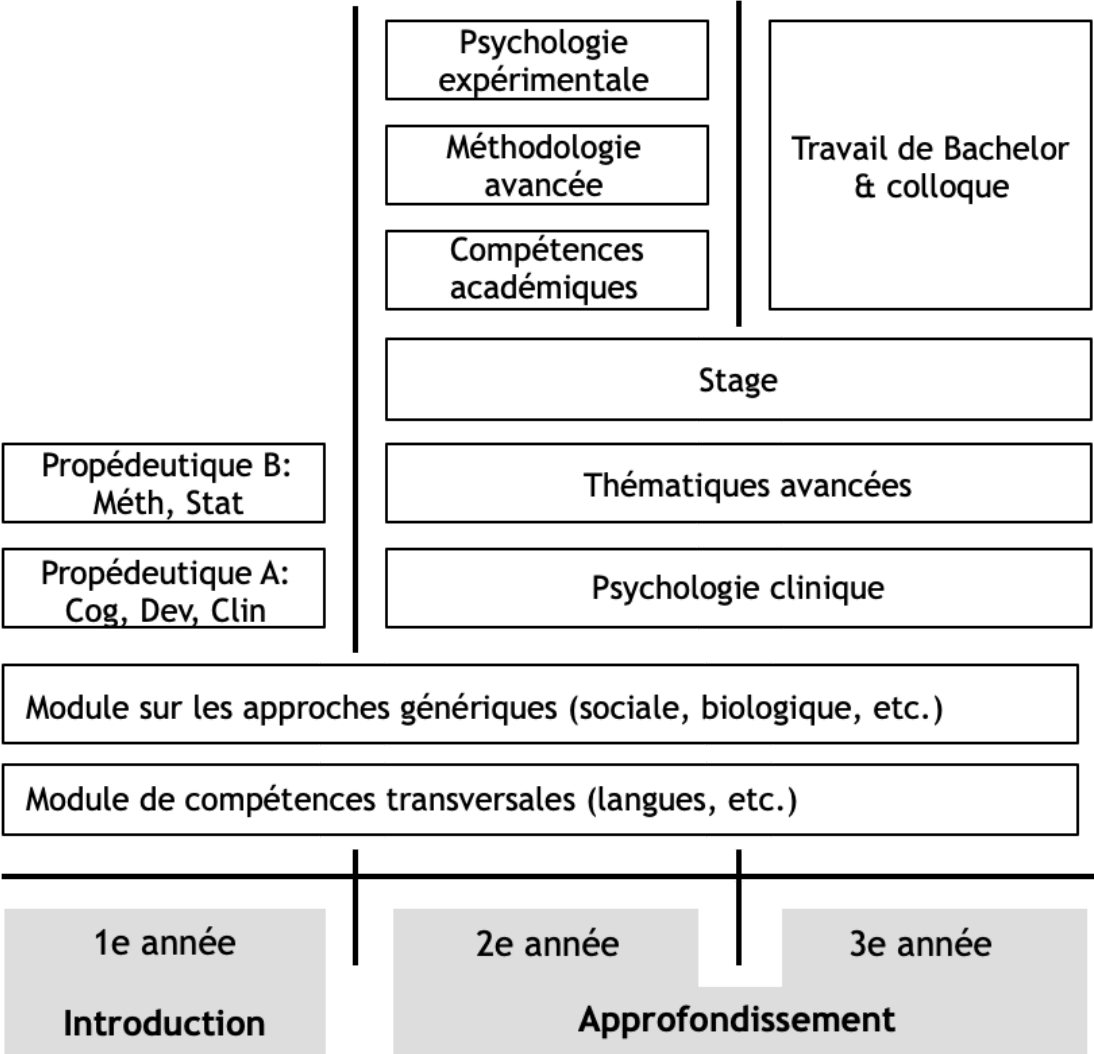 Psychologie
expérimentale
Méthodologie
avancée
Compétences
académiques
Travail de Bachelor
& colloque
Stage
Propédeutique B:
Méth, Stat
Thématiques avancées
Propédeutique A:
Cog, Dev, Clin
Psychologie clinique
Module sur les approches génériques (sociale, biologique, etc.)
Module de compétences transversales (langues, etc.)
1e année
2e année
3e année
Introduction
Approfondissement